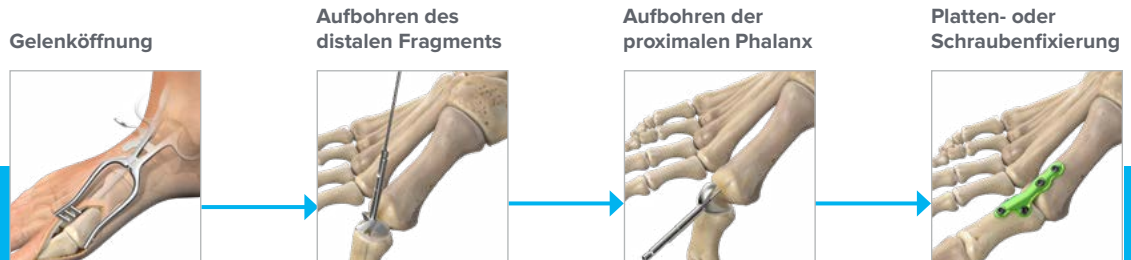 Gelenköffnung
Aufbohren des
distalen Fragments
Aufbohren der
proximalen Phalanx
Platten- oder
Schraubenfixierung